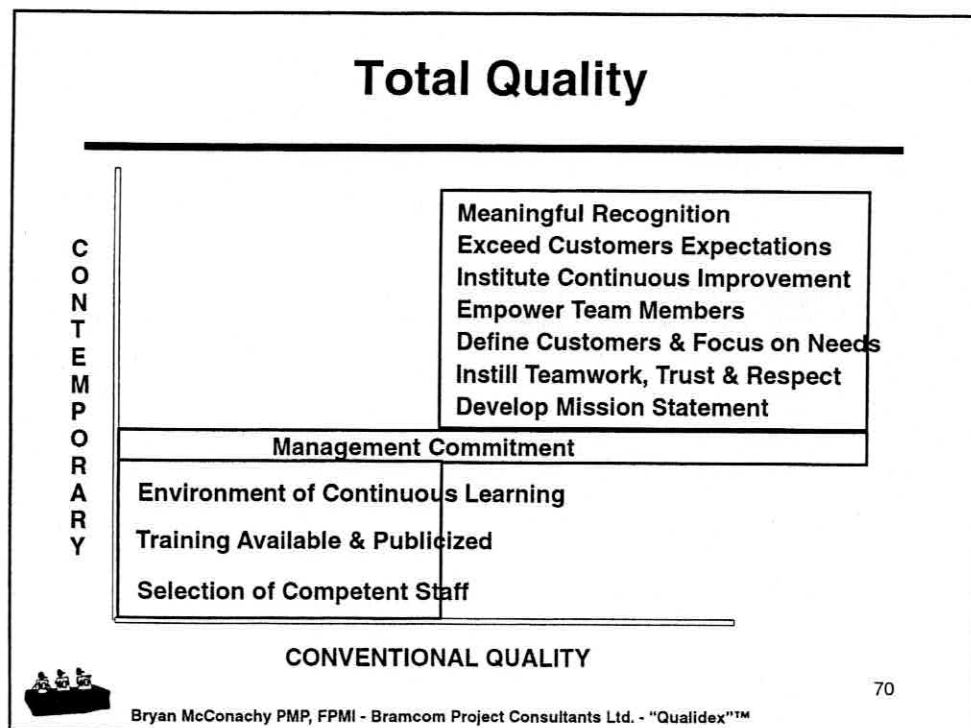 Total Quality
CONTEMPORARY
Meaningful Recognition
Exceed Customers Expectations
Institute Continuous Improvement
Empower Team Members
Define Customers & Focus on Needs
Instill Teamwork, Trust & Respect
Develop Mission Statement
Management Commitment
Environment of Continuous Learning
Training Available & Publicized
Selection of Competent Staff
CONVENTIONAL QUALITY
70
Bryan McConachy PMP, FPMI - Bramcom Project Consultants Ltd. - "Qualidex"™